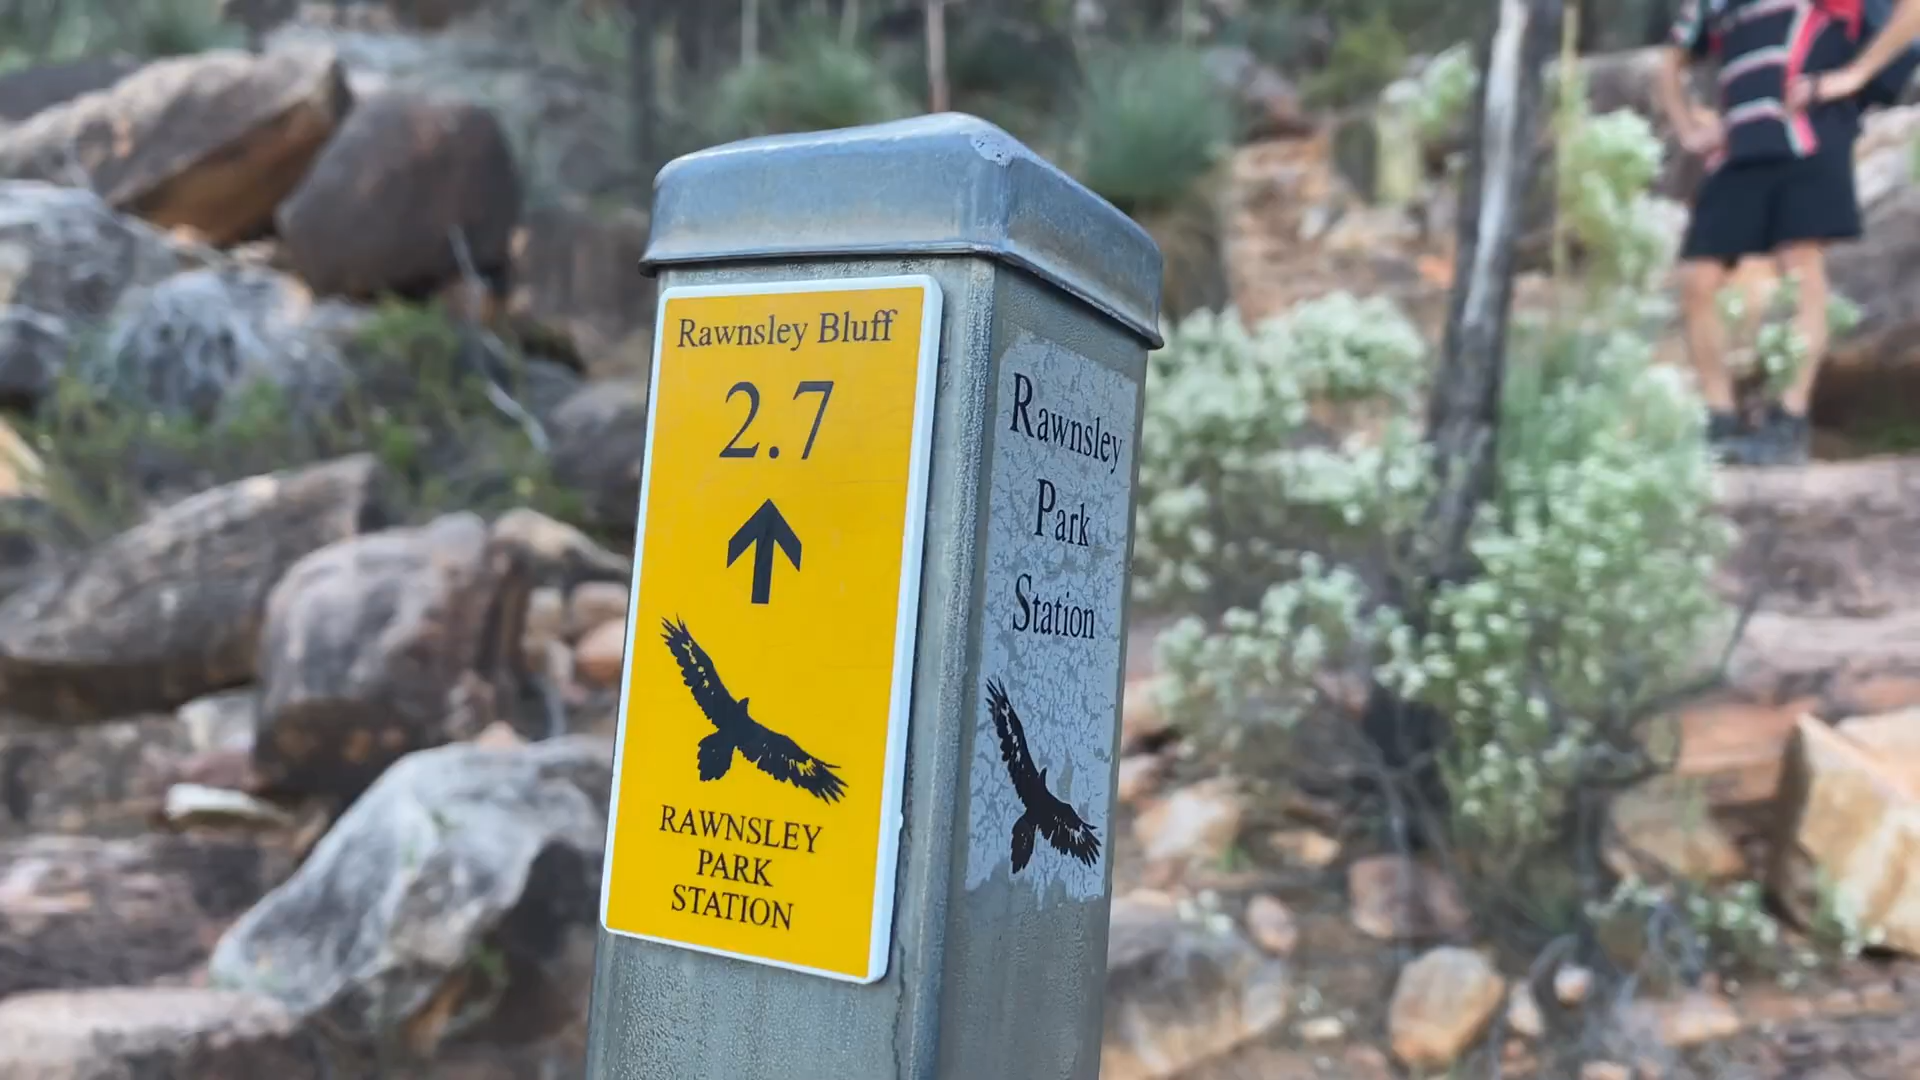 Rawnsley Bluff
2.7
RAWNSLEY
PARK
STATION
Rawnsley
Park
Station